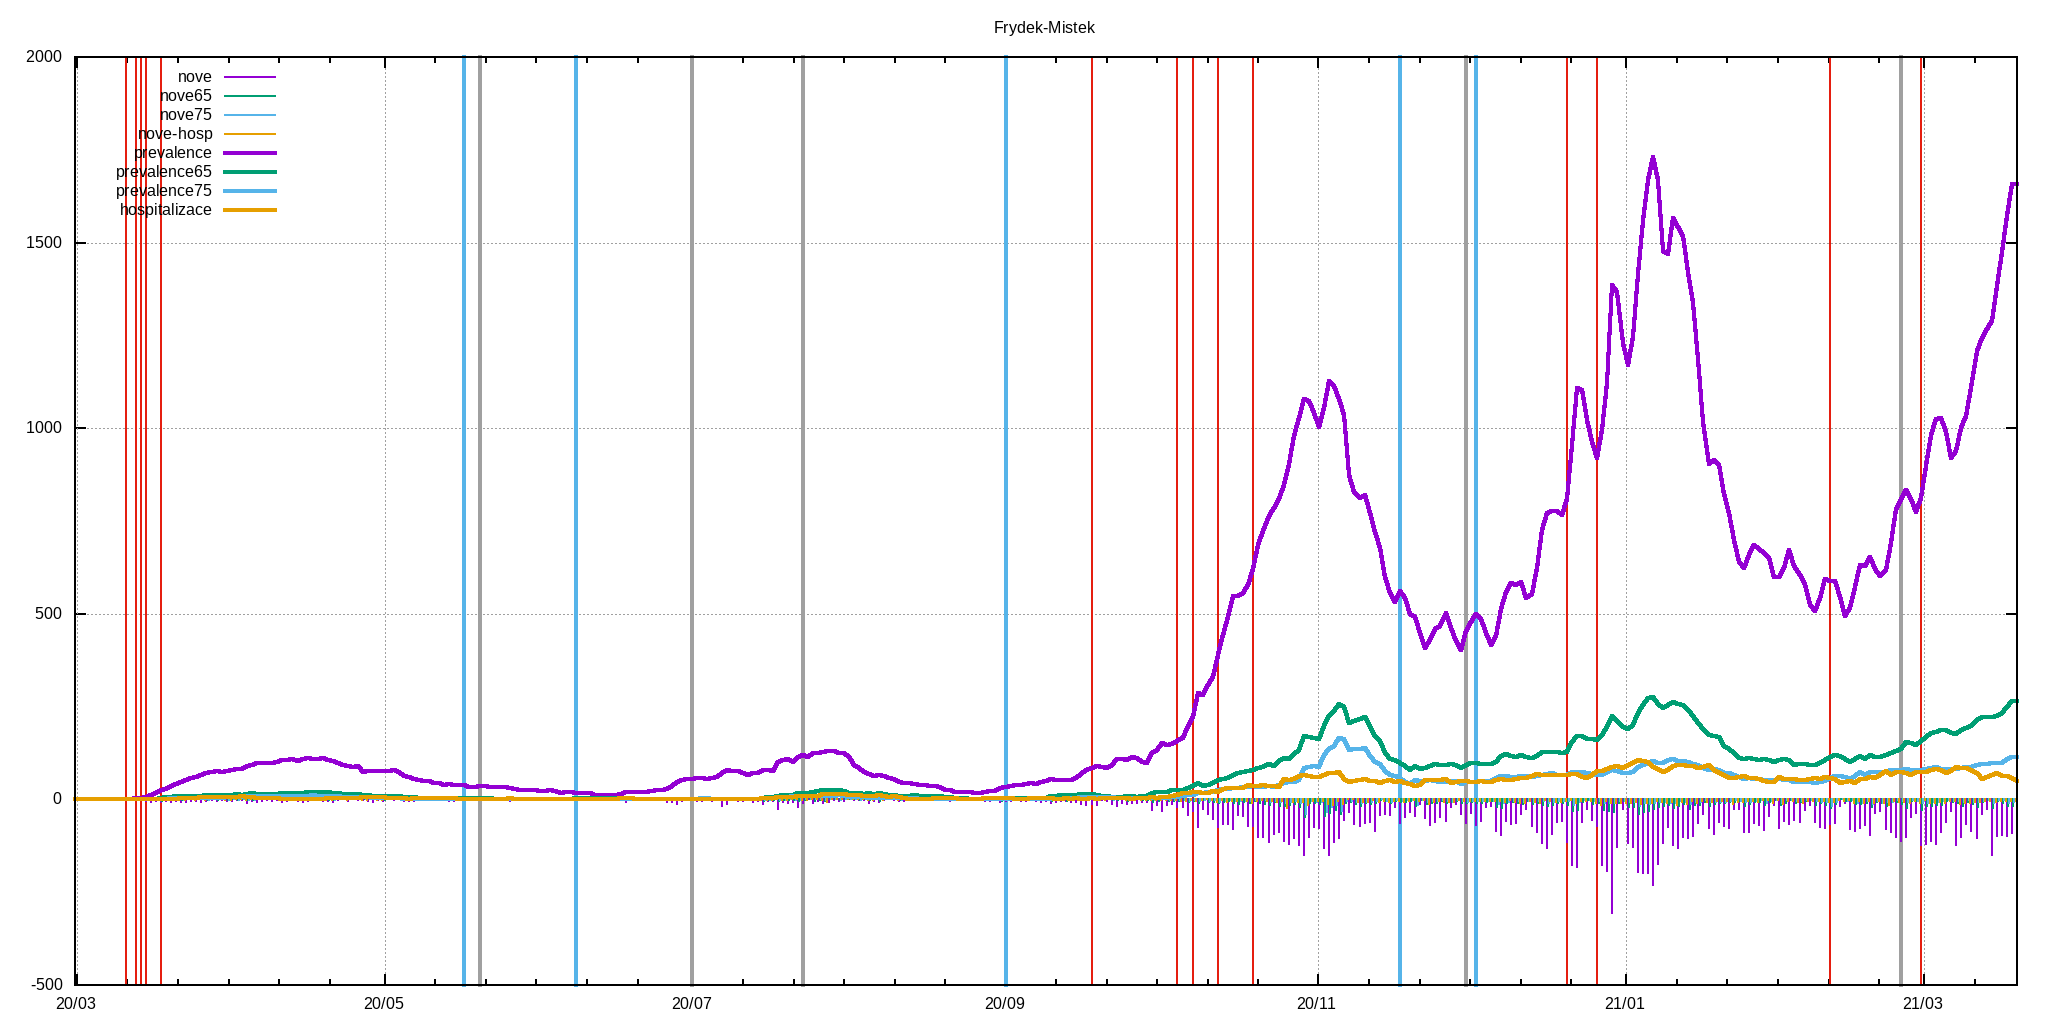 Frydek-Mistek
2000
1500
1000
500
0
-500
nove
nove65
nove75
nove-hosp
prevalence
prevalence65
prevalence75
hospitalizace
20/03
20/05
20/07
20/09
20/11
21/01
21/03